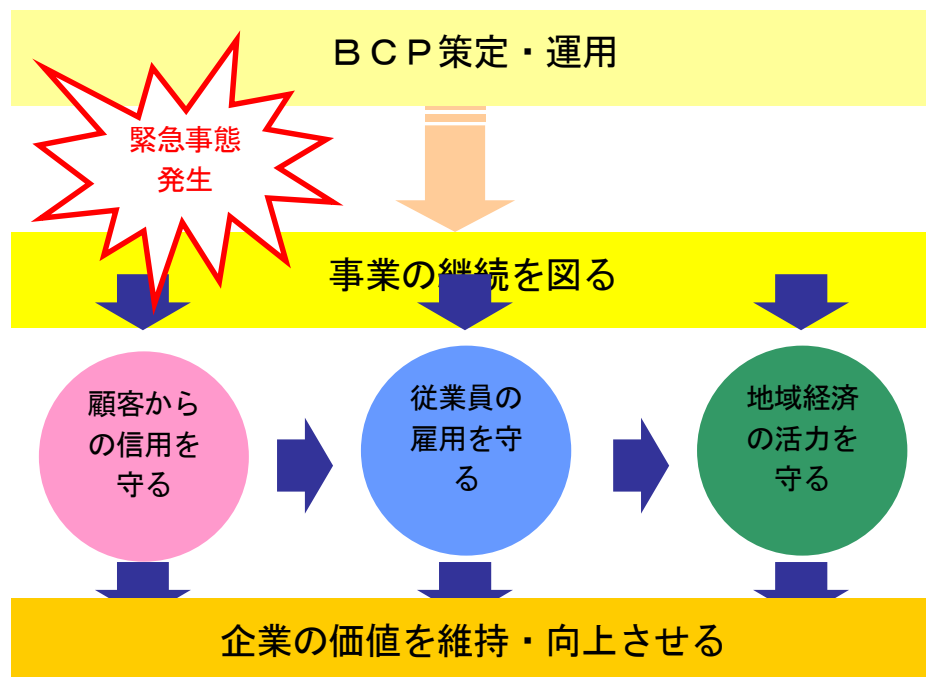 ＢＣＰ策定・運用
緊急事態
発生
事業の継続を図る
顧客から
の信用を
守る
従業員の
雇用を守
る
地域経済
の活力を
守る
企業の価値を維持・向上させる